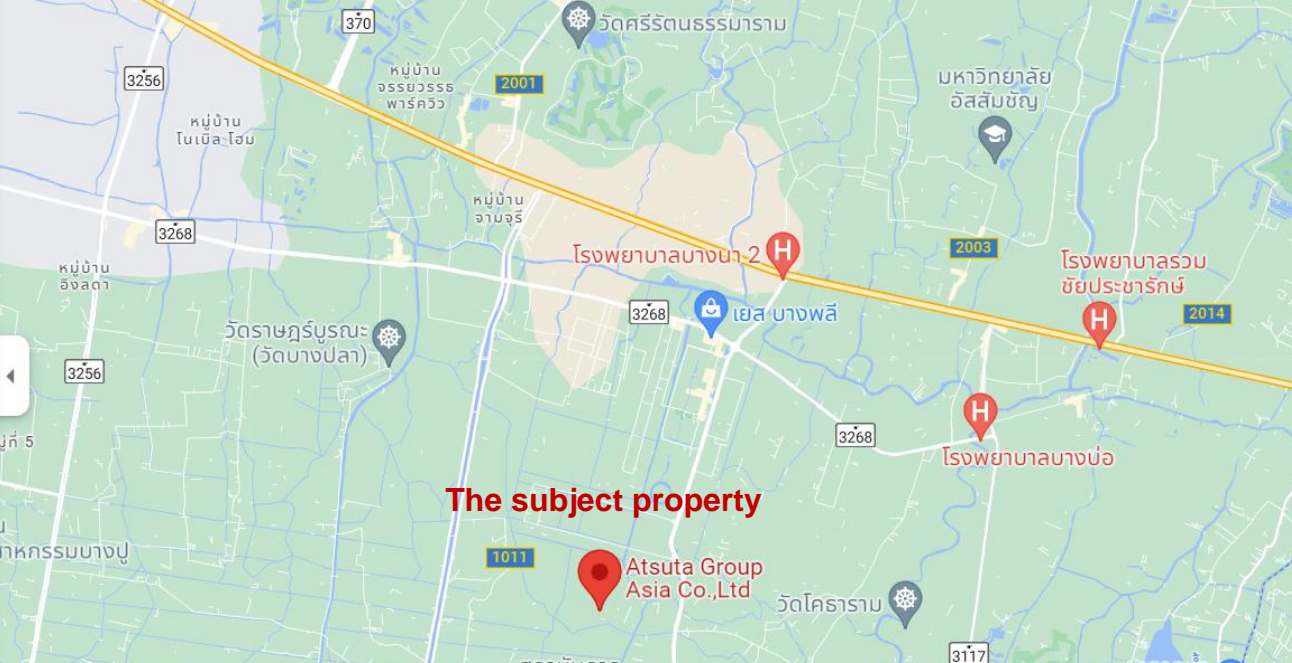 370
วัดศรีรัตนธรรมาราม
3256
หมู่บ้าน
จรรยาวรรธ
พาร์ควิว
2001
มหาวิทยาลัย
อัสสัมชัญ
หมู่บ้าน
โนเบิล โฮม
หมู่บ้าน
จามจุรี
3268
โรงพยาบาลบางนา 2
2003
โรงพยาบาลรวม
ชัยประชารักษ์
หมู่บ้าน
อิงลดา
3268
เยส บางพลี
2014
วัดราษฎร์บูรณะ
(วัดบางปลา)
3256
3268
โรงพยาบาลบางบ่อ
The subject property
1011
Atsuta Group
Asia Co.,Ltd
วัดโคธาราม
3117